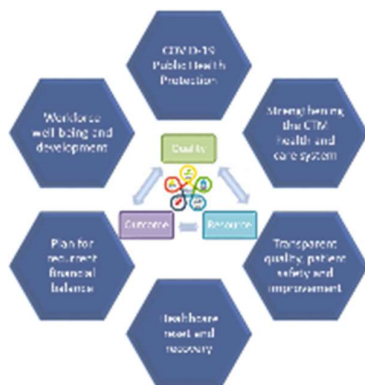 COVID-19
Public Health
Protection
Workforce
well-being and
development
Strengthening
the CTM
health and
care system
Quality
Outcome
Resource
Plan for
recurrent
financial
balance
Transparent
quality, patient
safety and
improvement
Healthcare
reset and
recovery